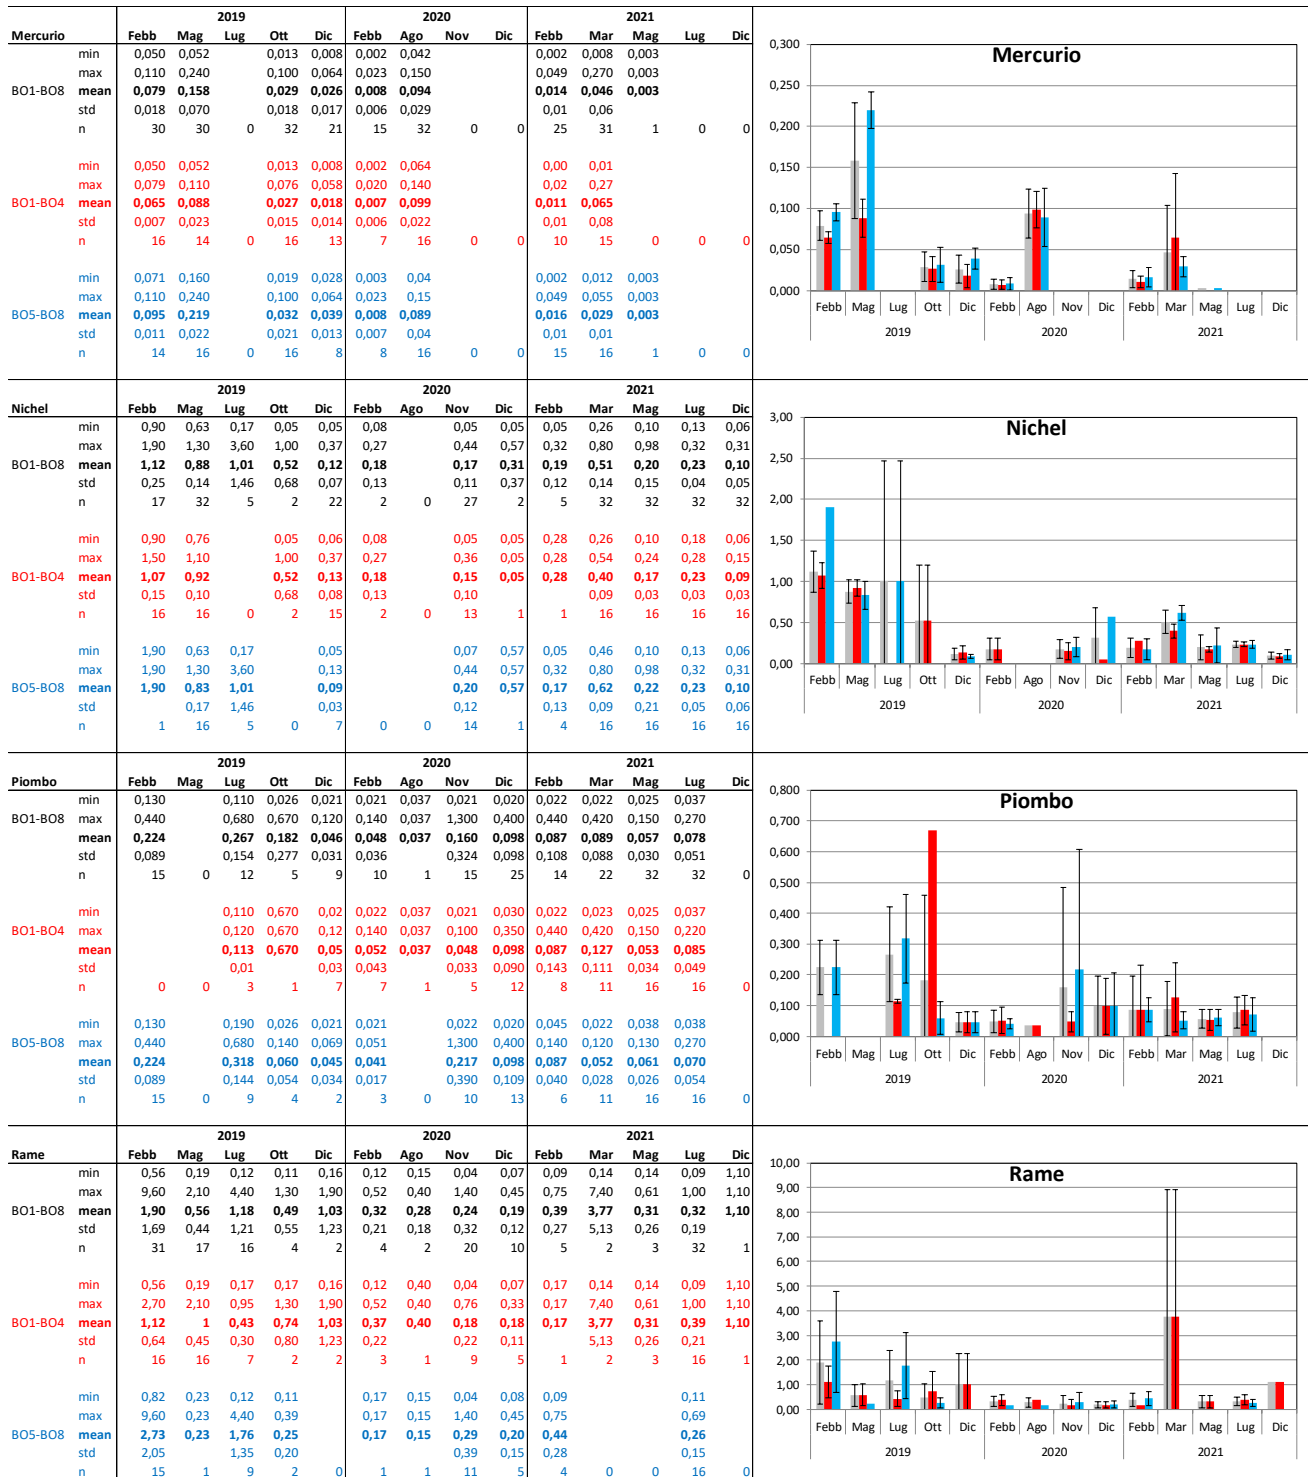 2019 2020 2021
Mercurio Febb Mag Lug Ott Dic Febb Ago Nov Dic Febb Mar Mag Lug Dic
min 0,050 0,052 0,013 0,008 0,002 0,042 0,002 0,008 0,003
max 0,110 0,240 0,100 0,064 0,023 0,150 0,049 0,270 0,003
BO1-BO8 mean 0,079 0,158 0,029 0,026 0,008 0,094 0,014 0,046 0,003
std 0,018 0,070 0,018 0,017 0,006 0,029 0,01 0,06
n 30 30 0 32 21 15 32 0 0 25 31 1 0 0
min 0,050 0,052 0,013 0,008 0,002 0,064 0,00 0,01
max 0,079 0,110 0,076 0,058 0,020 0,140 0,02 0,27
BO1-BO4 mean 0,065 0,088 0,027 0,018 0,007 0,099 0,011 0,065
std 0,007 0,023 0,015 0,014 0,006 0,022 0,01 0,08
n 16 14 0 16 13 7 16 0 0 10 15 0 0 0
min 0,071 0,160 0,019 0,028 0,003 0,04 0,002 0,012 0,003
max 0,110 0,240 0,100 0,064 0,023 0,15 0,049 0,055 0,003
BO5-BO8 mean 0,095 0,219 0,032 0,039 0,008 0,089 0,016 0,029 0,003
std 0,011 0,022 0,021 0,013 0,007 0,04 0,01 0,01
n 14 16 0 16 8 8 16 0 0 15 16 1 0 0
Mercurio
0,300
0,250
0,200
0,150
0,100
0,050
0,000
Febb Mag Lug Ott Dic Febb Ago Nov Dic Febb Mar Mag Lug Dic
2019 2020 2021
2019 2020 2021
Nichel Febb Mag Lug Ott Dic Febb Ago Nov Dic Febb Mar Mag Lug Dic
min 0,90 0,63 0,17 0,05 0,05 0,08 0,05 0,05 0,05 0,26 0,10 0,13 0,06
max 1,90 1,30 3,60 1,00 0,37 0,27 0,44 0,57 0,32 0,80 0,98 0,32 0,31
BO1-BO8 mean 1,12 0,88 1,01 0,52 0,12 0,18 0,17 0,31 0,19 0,51 0,20 0,23 0,10
std 0,25 0,14 1,46 0,68 0,07 0,13 0,11 0,37 0,12 0,14 0,15 0,04 0,05
n 17 32 5 2 22 2 0 27 2 5 32 32 32 32
min 0,90 0,76 0,05 0,06 0,08 0,05 0,05 0,28 0,26 0,10 0,18 0,06
max 1,50 1,10 1,00 0,37 0,27 0,36 0,05 0,28 0,54 0,24 0,28 0,15
BO1-BO4 mean 1,07 0,92 0,52 0,13 0,18 0,15 0,05 0,28 0,40 0,17 0,23 0,09
std 0,15 0,10 0,68 0,08 0,13 0,10 0,09 0,03 0,03 0,03
n 16 16 0 2 15 2 0 13 1 1 16 16 16 16
min 1,90 0,63 0,17 0,05 0,07 0,57 0,05 0,46 0,10 0,13 0,06
max 1,90 1,30 3,60 0,13 0,44 0,57 0,32 0,80 0,98 0,32 0,31
BO5-BO8 mean 1,90 0,83 1,01 0,09 0,20 0,57 0,17 0,62 0,22 0,23 0,10
std 0,17 1,46 0,03 0,12 0,13 0,09 0,21 0,05 0,06
n 1 16 5 0 7 0 0 14 1 4 16 16 16 16
Nichel
3,00
2,50
2,00
1,50
1,00
0,50
0,00
Febb Mag Lug Ott Dic Febb Ago Nov Dic Febb Mar Mag Lug Dic
2019 2020 2021
2019 2020 2021
Piombo Febb Mag Lug Ott Dic Febb Ago Nov Dic Febb Mar Mag Lug Dic
min 0,130 0,110 0,026 0,021 0,021 0,037 0,021 0,020 0,022 0,022 0,025 0,037
BO1-BO8 max 0,440 0,680 0,670 0,120 0,140 0,037 1,300 0,400 0,440 0,420 0,150 0,270
mean 0,224 0,267 0,182 0,046 0,048 0,037 0,160 0,098 0,087 0,089 0,057 0,078
std 0,089 0,154 0,277 0,031 0,036 0,324 0,098 0,108 0,088 0,030 0,051
n 15 0 12 5 9 10 1 15 25 14 22 32 32 0
min 0,110 0,670 0,02 0,022 0,037 0,021 0,030 0,022 0,023 0,025 0,037
BO1-BO4 max 0,120 0,670 0,12 0,140 0,037 0,100 0,350 0,440 0,420 0,150 0,220
mean 0,113 0,670 0,05 0,052 0,037 0,048 0,098 0,087 0,127 0,053 0,085
std 0,01 0,03 0,043 0,033 0,090 0,143 0,111 0,034 0,049
n 0 0 3 1 7 7 1 5 12 8 11 16 16 0
min 0,130 0,190 0,026 0,021 0,021 0,022 0,020 0,045 0,022 0,038 0,038
max 0,440 0,680 0,140 0,069 0,051 1,300 0,400 0,140 0,120 0,130 0,270
BO5-BO8 mean 0,224 0,318 0,060 0,045 0,041 0,217 0,098 0,087 0,052 0,061 0,070
std 0,089 0,144 0,054 0,034 0,017 0,390 0,109 0,040 0,028 0,026 0,054
n 15 0 9 4 2 3 0 10 13 6 11 16 16 0
Piombo
0,800
0,700
0,600
0,500
0,400
0,300
0,200
0,100
0,000
Febb Mag Lug Ott Dic Febb Ago Nov Dic Febb Mar Mag Lug Dic
2019 2020 2021
2019 2020 2021
Rame Febb Mag Lug Ott Dic Febb Ago Nov Dic Febb Mar Mag Lug Dic
min 0,56 0,19 0,12 0,11 0,16 0,12 0,15 0,04 0,07 0,09 0,14 0,14 0,09 1,10
max 9,60 2,10 4,40 1,30 1,90 0,52 0,40 1,40 0,45 0,75 7,40 0,61 1,00 1,10
BO1-BO8 mean 1,90 0,56 1,18 0,49 1,03 0,32 0,28 0,24 0,19 0,39 3,77 0,31 0,32 1,10
std 1,69 0,44 1,21 0,55 1,23 0,21 0,18 0,32 0,12 0,27 5,13 0,26 0,19
n 31 17 16 4 2 4 2 20 10 5 2 3 32 1
min 0,56 0,19 0,17 0,17 0,16 0,12 0,40 0,04 0,07 0,17 0,14 0,14 0,09 1,10
max 2,70 2,10 0,95 1,30 1,90 0,52 0,40 0,76 0,33 0,17 7,40 0,61 1,00 1,10
BO1-BO4 mean 1,12 1 0,43 0,74 1,03 0,37 0,40 0,18 0,18 0,17 3,77 0,31 0,39 1,10
std 0,64 0,45 0,30 0,80 1,23 0,22 0,22 0,11 5,13 0,26 0,21
n 16 16 7 2 2 3 1 9 5 1 2 3 16 1
min 0,82 0,23 0,12 0,11 0,17 0,15 0,04 0,08 0,09 0,11
max 9,60 0,23 4,40 0,39 0,17 0,15 1,40 0,45 0,75 0,69
BO5-BO8 mean 2,73 0,23 1,76 0,25 0,17 0,15 0,29 0,20 0,44 0,26
std 2,05 1,35 0,20 0,39 0,15 0,28 0,15
n 15 1 9 2 0 1 1 11 5 4 0 0 16 0
Rame
10,00
9,00
8,00
7,00
6,00
5,00
4,00
3,00
2,00
1,00
0,00
Febb Mag Lug Ott Dic Febb Ago Nov Dic Febb Mar Mag Lug Dic
2019 2020 2021